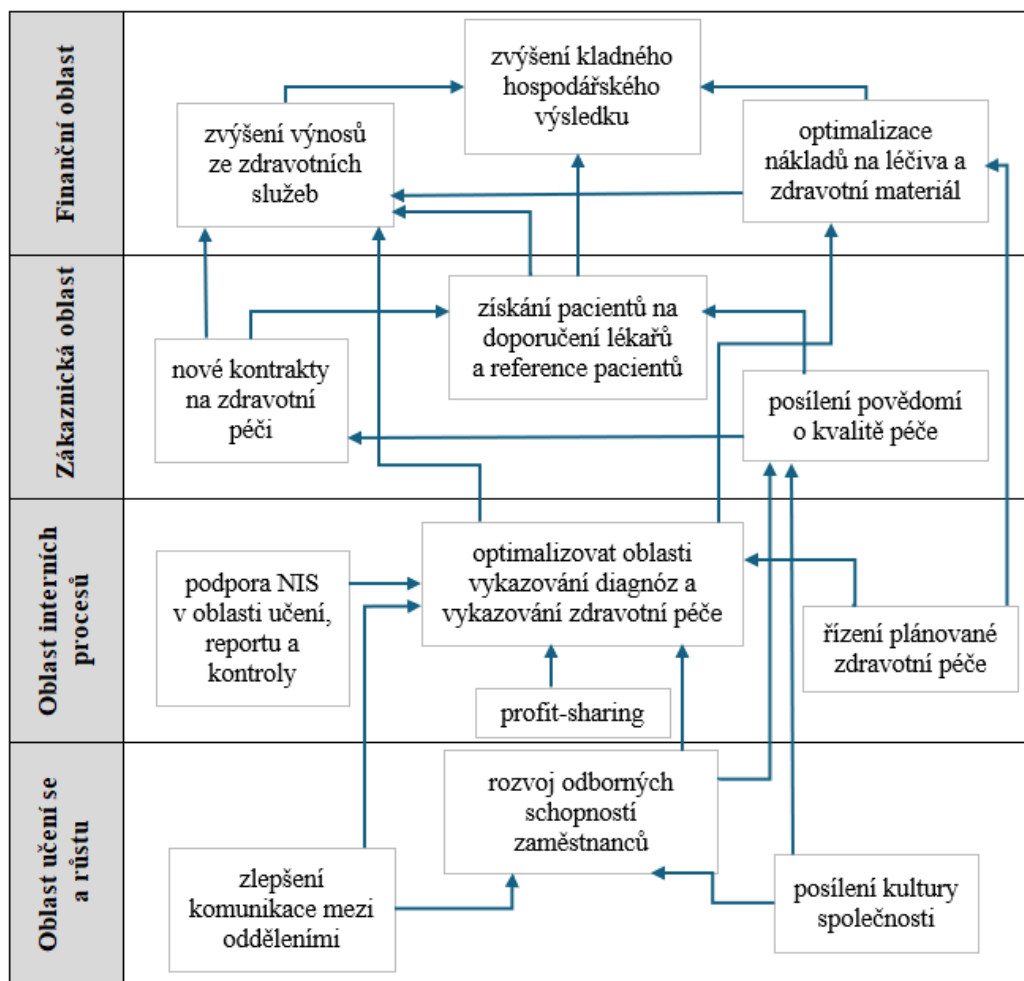 Finanční oblast
zvýšení kladného
hospodářského
výsledku
zvýšení výnosů
ze zdravotních
služeb
optimalizace
nákladů na léčiva a
zdravotní materiál
Zákaznická oblast
získání pacientů na
doporučení lékařů
a reference pacientů
nové kontrakty
na zdravotní
péči
posílení povědomí
o kvalitě péče
Oblast interních
procesů
podpora NIS
v oblasti učení,
reportu a
kontroly
optimalizovat oblasti
vykazování diagnóz a
vykazování zdravotní péče
řízení plánované
zdravotní péče
profit-sharing
Oblast učení se
a růstu
rozvoj odborných
schopností
zaměstnanců
zlepšení
komunikace mezi
odděleními
posílení kultury
společnosti